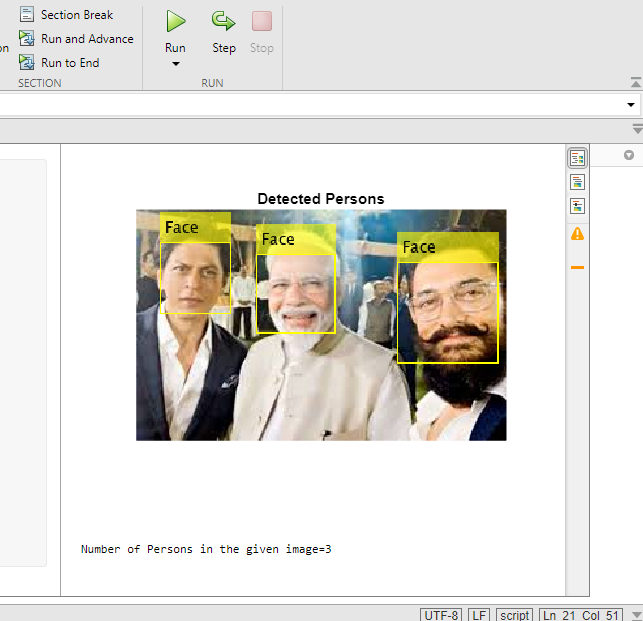 Section Break
Run and Advance
Run to End
SECTION
Run
Step
Stop
RUN
Detected Persons
Face
Face
Face
Number of Persons in the given image=3
UTF-8
LF
script
Ln 21 Col 51